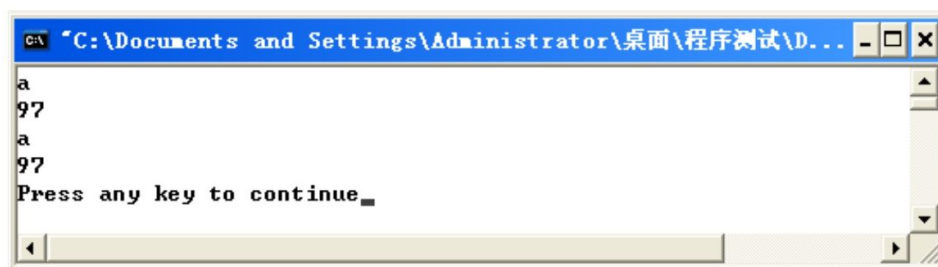 "C:\Documents and Settings\Administrator\桌面\程序测试\D...
a
97
a
97
Press any key to continue